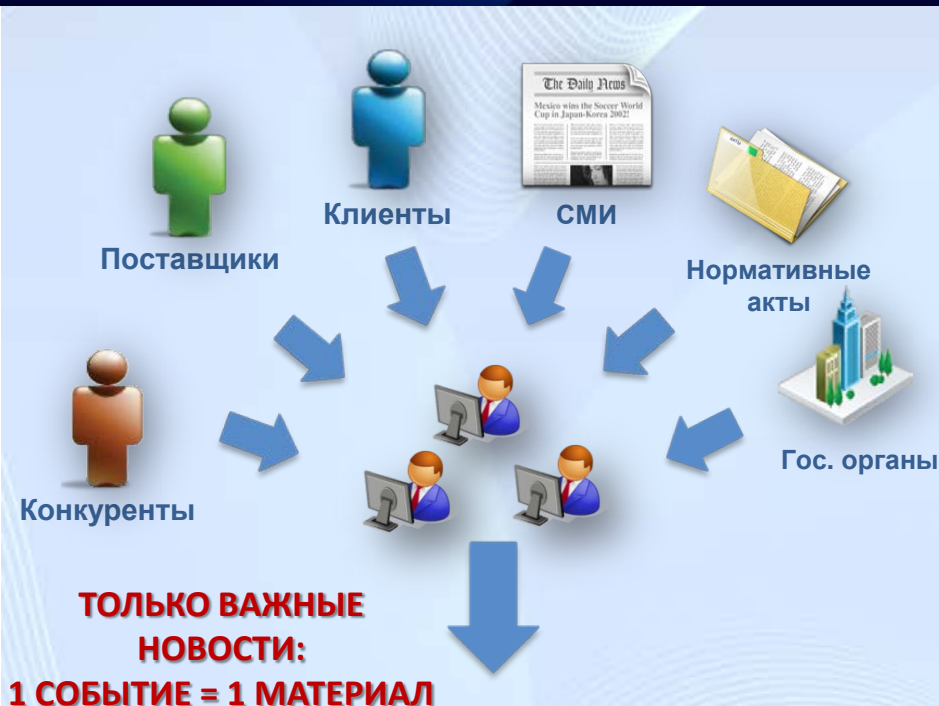 The Daily News
Mexico wins the Soccer World
Cup in Japan-Korea 2002!
Клиенты
СМИ
Поставщики
Нормативные
акты
Гос. органы
Конкуренты
ТОЛЬКО ВАЖНЫЕ
НОВОСТИ:
1 СОБЫТИЕ = 1 МАТЕРИАЛ